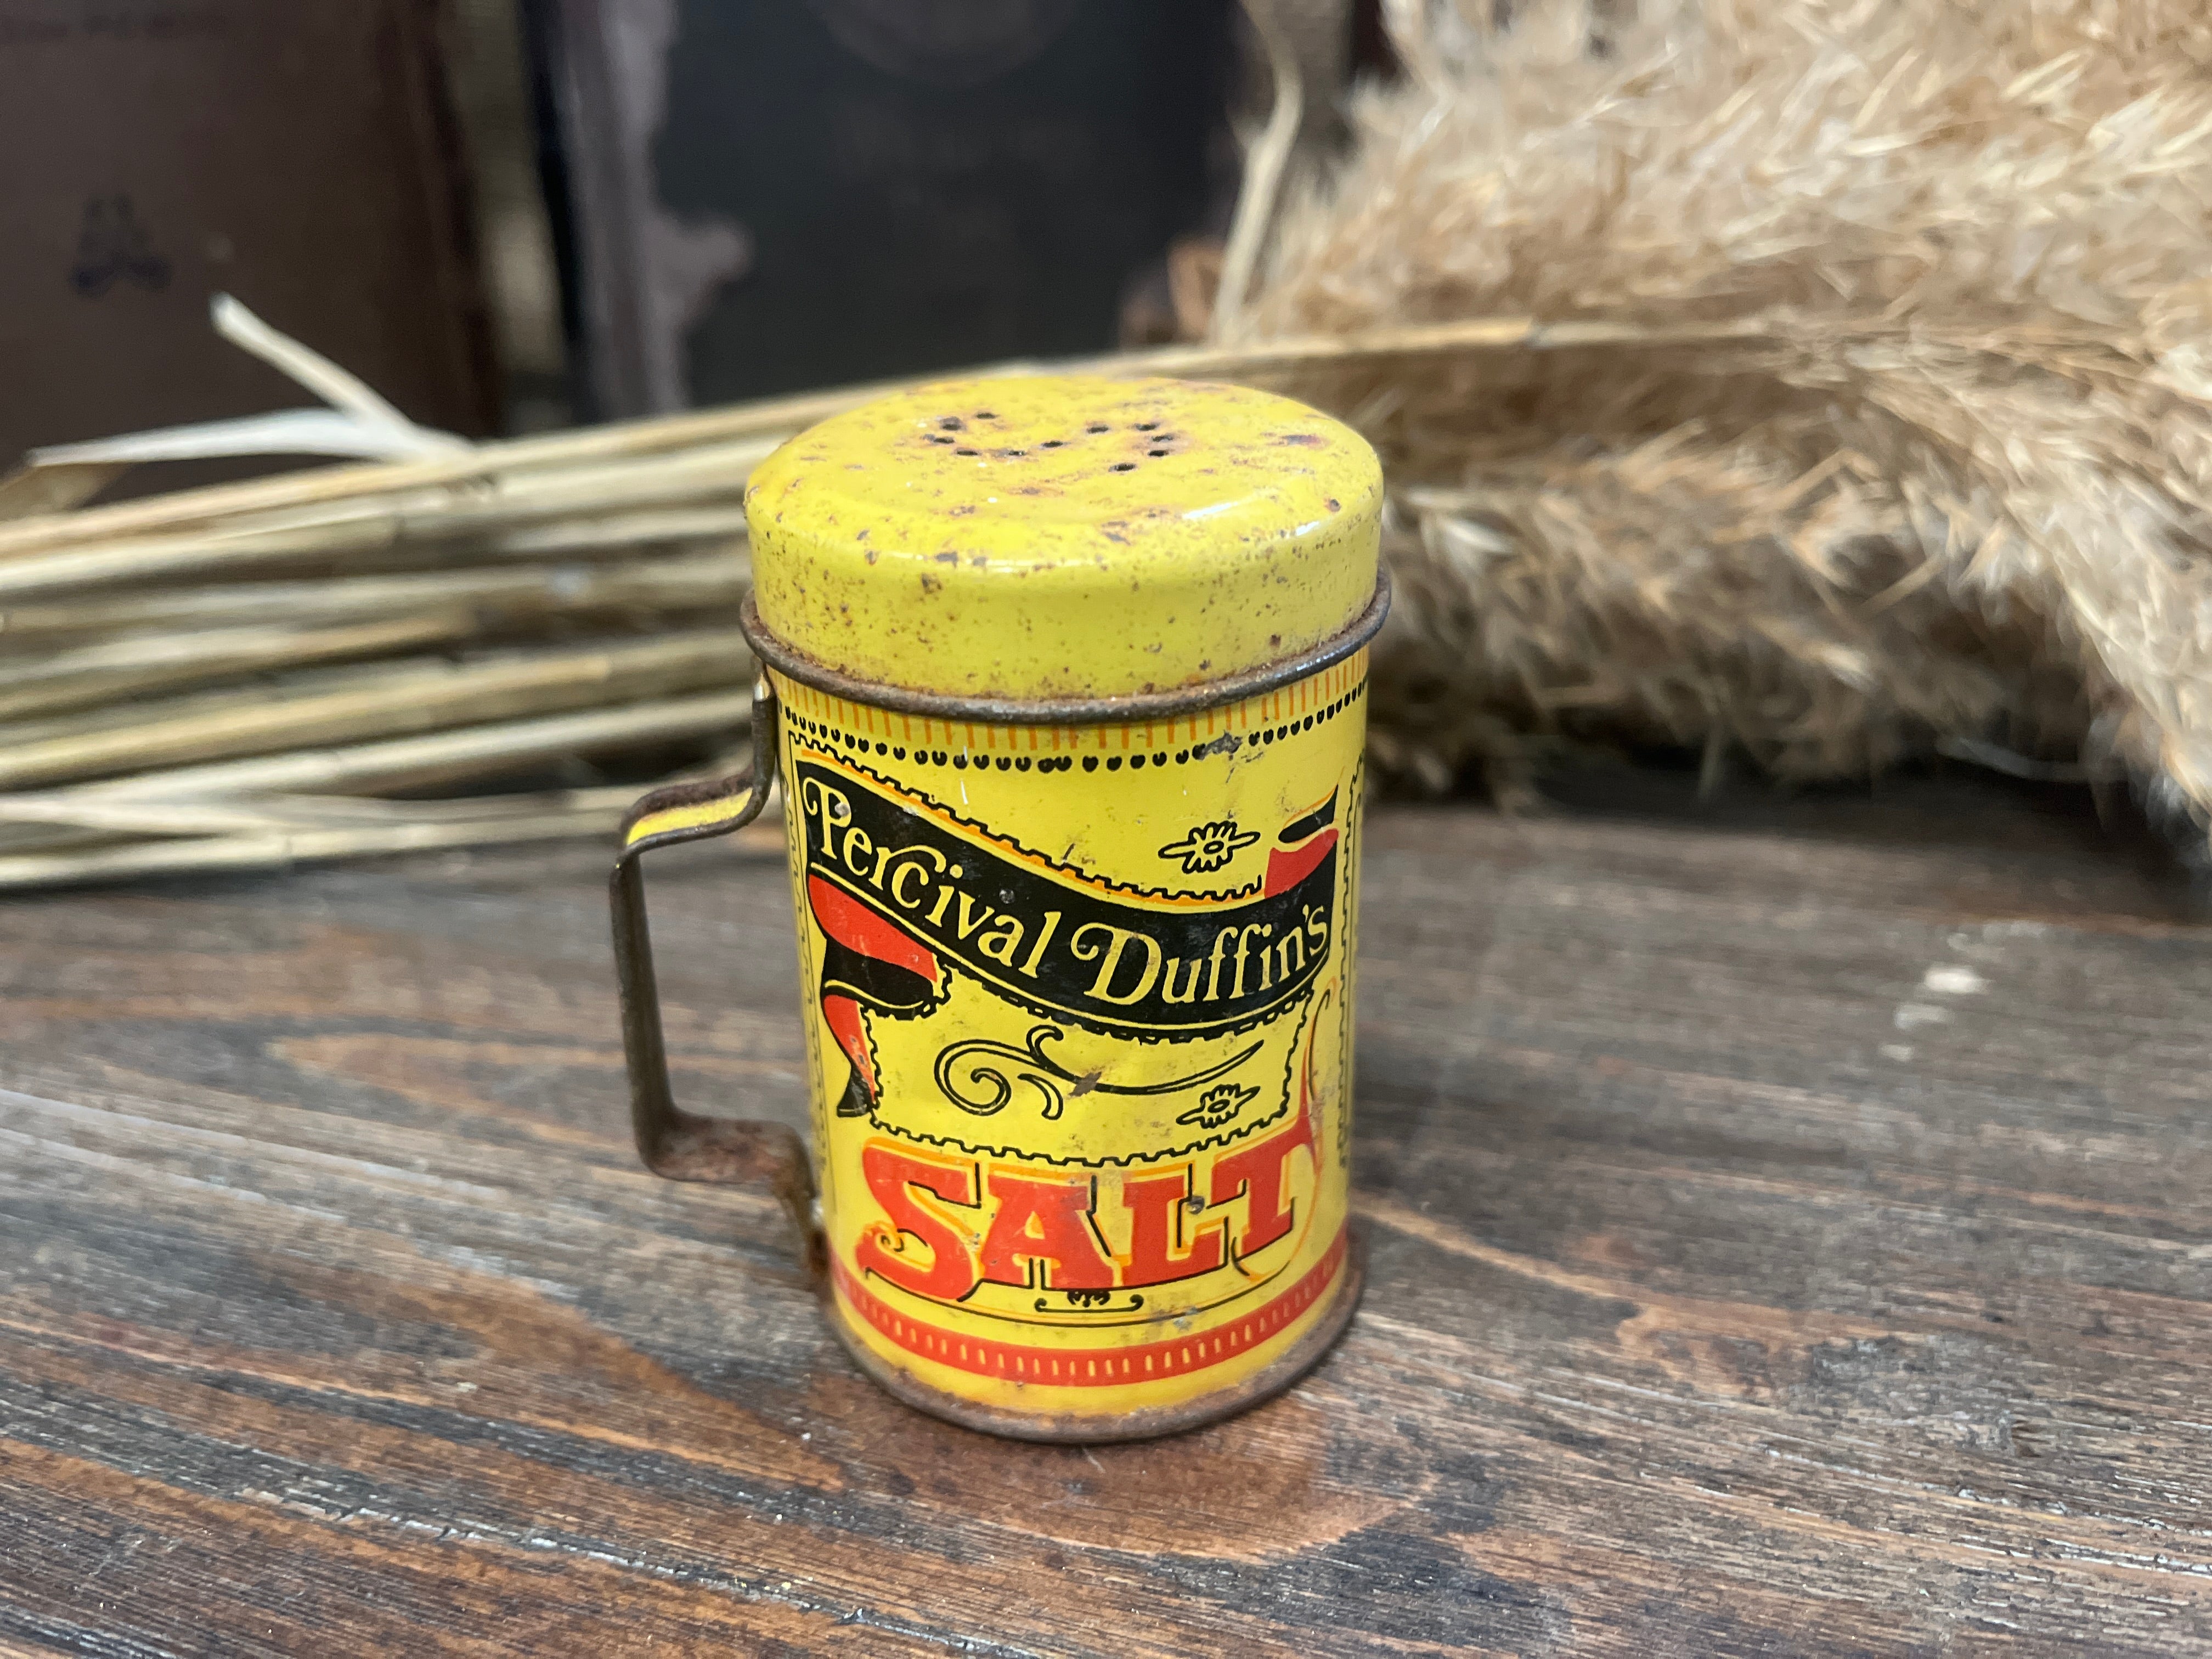 Percival Duffin's
SALT